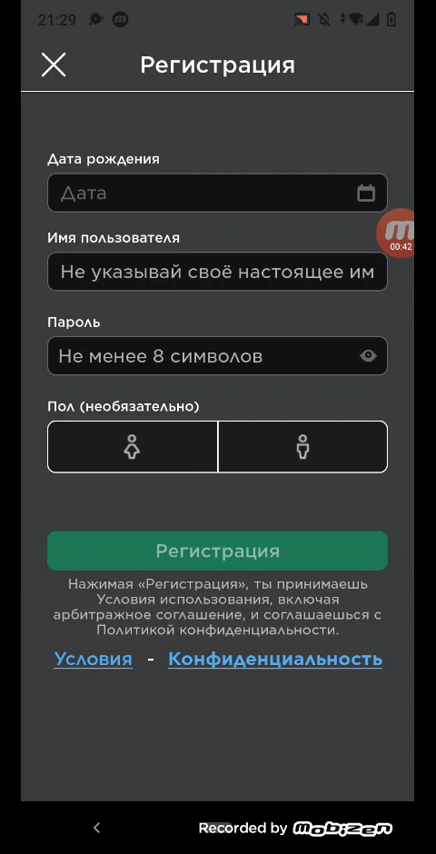 21:29
Регистрация
Дата рождения
Дата
Имя пользователя
00:42
Не указывай своё настоящее им
Пароль
Не менее 8 символов
Пол (необязательно)
Регистрация
Нажимая «Регистрация», ты принимаешь
Условия использования, включая
арбитражное соглашение, и соглашаешься с
Политикой конфиденциальности.
Условия - Конфиденциальность
Recorded by mobizen